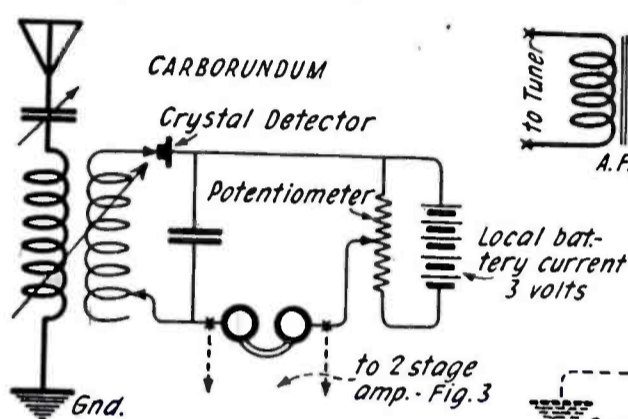 CARBORUNDUM
Crystal Detector
Potentiometer
Local bat-
tery current
3 volts
to 2 stage
amp. - Fig. 3
Gnd.
to Tuner
A.F.